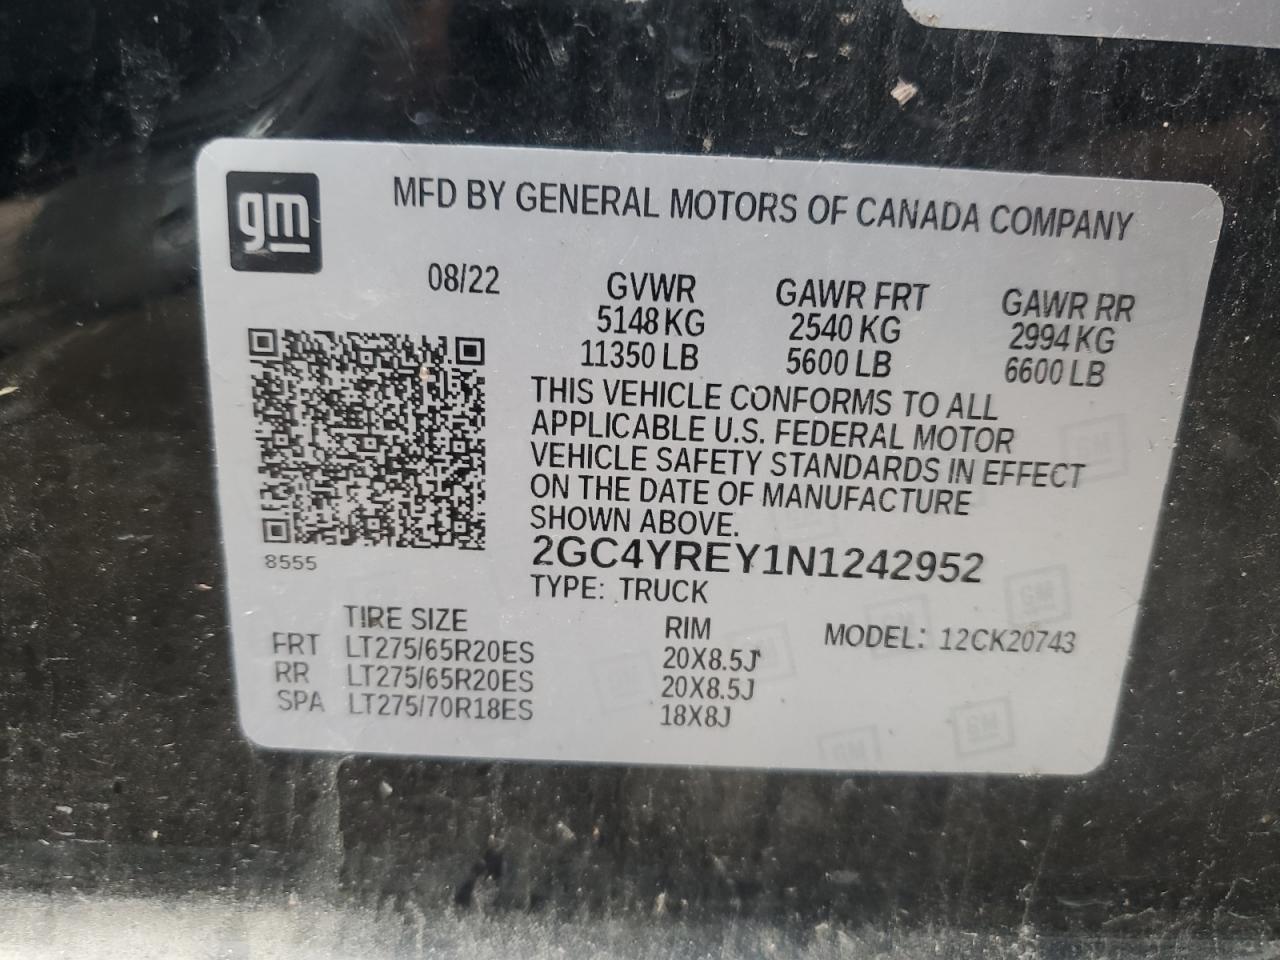 gm
MFD BY GENERAL MOTORS OF CANADA COMPANY
08/22 GVWR GAWR FRT GAWR RR
5148 KG 2540 KG 2994 KG
11350 LB 5600 LB 6600 LB
THIS VEHICLE CONFORMS TO ALL
APPLICABLE U.S. FEDERAL MOTOR
VEHICLE SAFETY STANDARDS IN EFFECT
ON THE DATE OF MANUFACTURE
SHOWN ABOVE.
8555
2GC4YREY1N1242952
TYPE: TRUCK
TIRE SIZE RIM MODEL: 12CK20743
FRT LT275/65R20ES 20X8.5J
RR LT275/65R20ES 20X8.5J
SPA LT275/70R18ES 18X8J